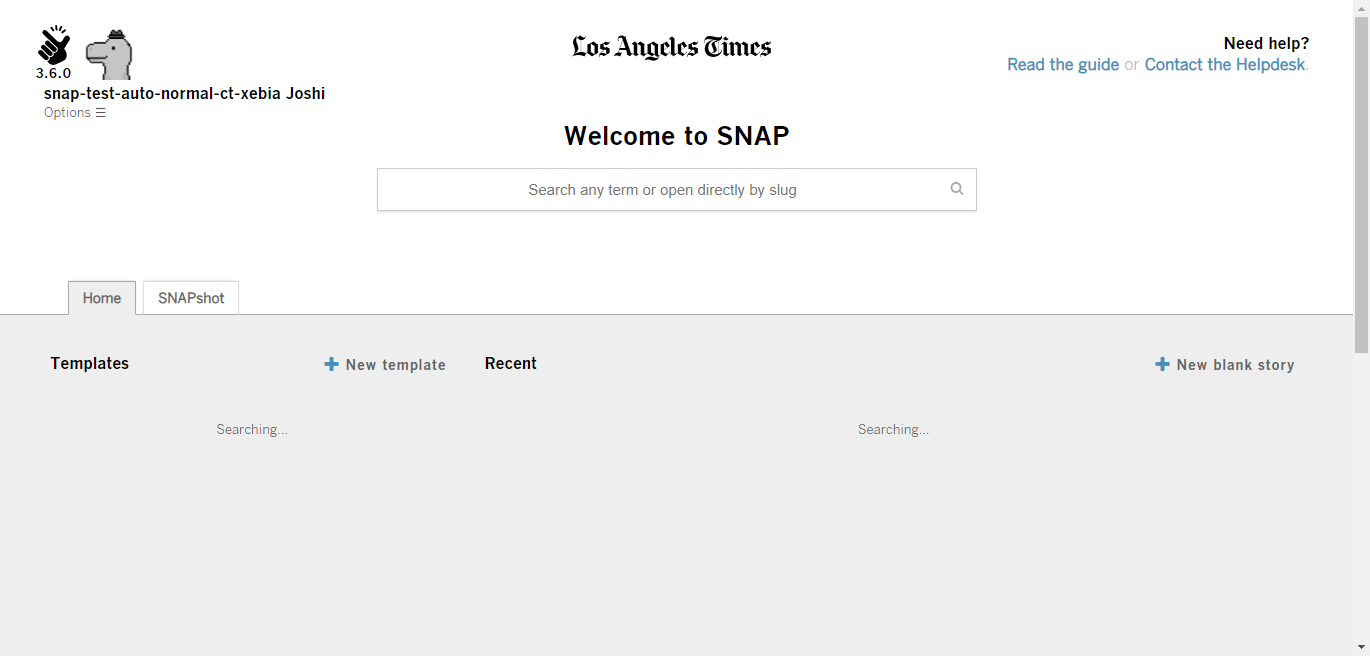 3.6.0
snap-test-auto-normal-ct-xebia Joshi
Options ☰
Los Angeles Times
Need help?
Read the guide or Contact the Helpdesk.
Welcome to SNAP
Search any term or open directly by slug
Home SNAPshot
Templates + New template Recent + New blank story
Searching... Searching...